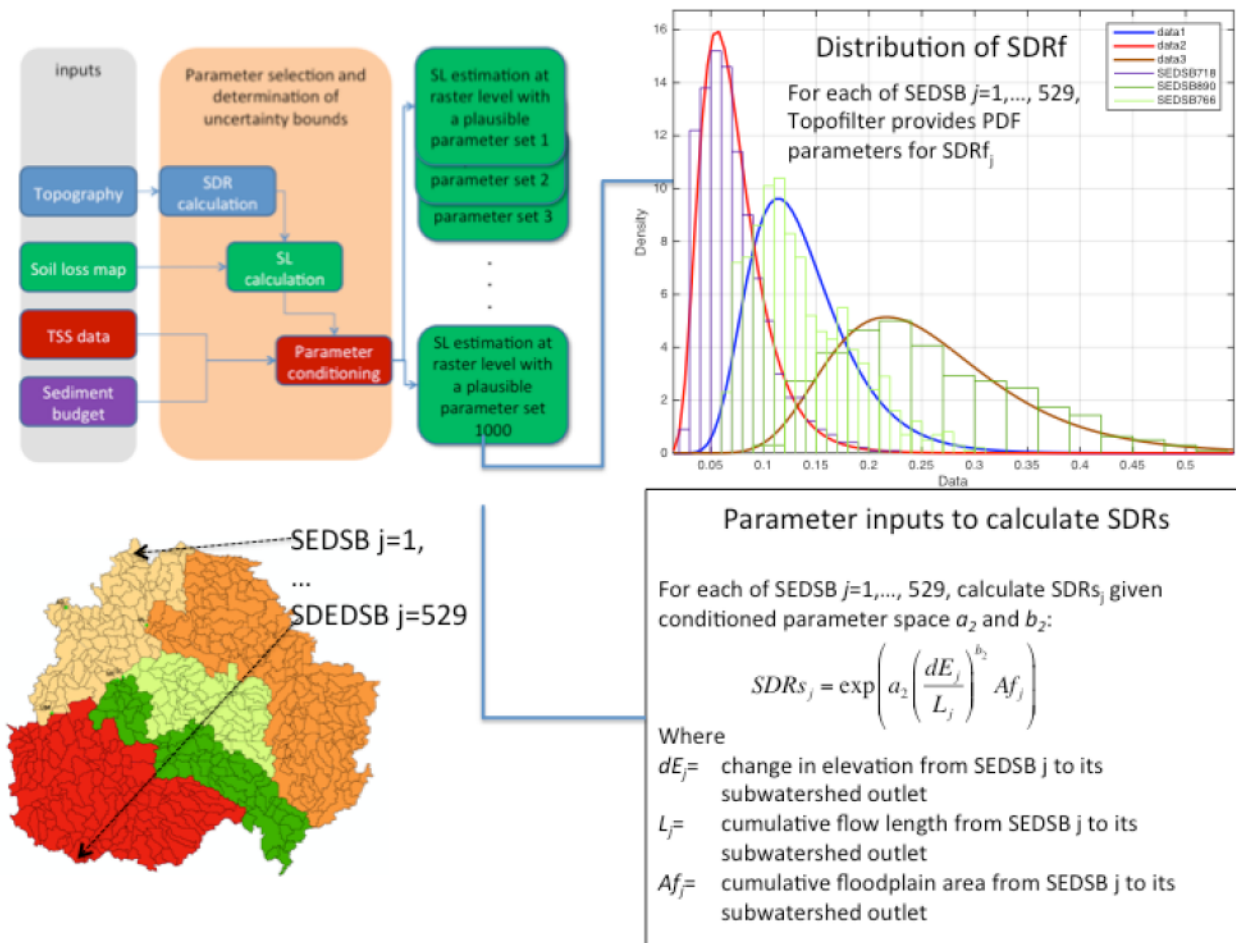 inputs
Parameter selection and
determination of
uncertainty bounds
Topography
SDR
calculation
Soil loss map
SL
calculation
TSS data
Parameter
conditioning
Sediment
budget
SL estimation at
raster level with
a plausible
parameter set 1
parameter set 2
parameter set 3
.
.
.
SL estimation at
raster level with
a plausible
parameter set
1000
Distribution of SDRf
For each of SEDSB j=1,..., 529,
Topofilter provides PDF
parameters for SDRfj
data1
data2
data3
SEDSB718
SEDSB890
SEDSB766
Density
16
14
12
10
8
6
4
2
0
0.05 0.1 0.15 0.2 0.25 0.3 0.35 0.4 0.45 0.5
Data
SEDSB j=1,
...
SDEDSB j=529
Parameter inputs to calculate SDRs
For each of SEDSB j=1,..., 529, calculate SDRsj given
conditioned parameter space a2 and b2:
SDRsj = exp(a2(dEj/Lj)^b2 Afj)
Where
dEj= change in elevation from SEDSB j to its
subwatershed outlet
Lj= cumulative flow length from SEDSB j to its
subwatershed outlet
Afj= cumulative floodplain area from SEDSB j to its
subwatershed outlet